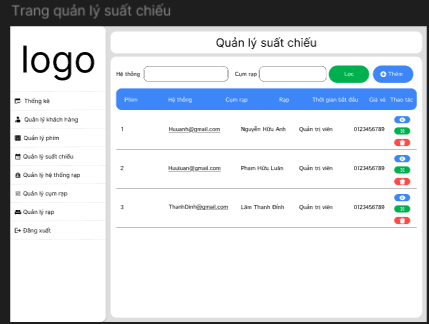 Trang quản lý suất chiếu
logo
Quản lý suất chiếu
Hệ thống Cụm rạp Lọc Thêm
Thống kê
Quản lý khách hàng
Quản lý phim
Quản lý suất chiếu
Quản lý hệ thống rạp
Quản lý cụm rạp
Quản lý rạp
Đăng xuất
Phim Hệ thống Cụm rạp Rạp Thời gian bắt đầu Giá vé Thao tác
1 Huuanh@gmail.com Nguyễn Hữu Anh Quản trị viên 0123456789
2 Huuluan@gmail.com Phạm Hữu Luân Quản trị viên 0123456789
3 ThanhDinh@gmail.com Lâm Thanh Đỉnh Quản trị viên 0123456789